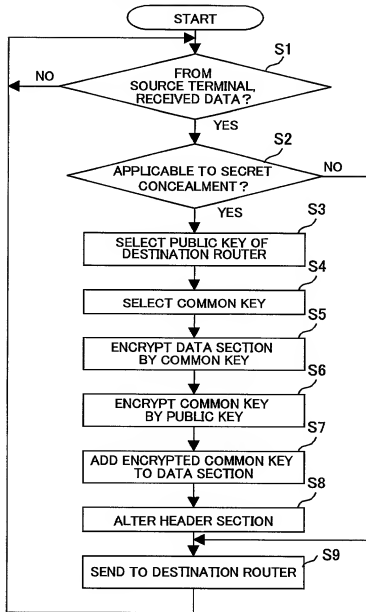 START
S1
NO
FROM
SOURCE TERMINAL,
RECEIVED DATA ?
YES
S2
NO
APPLICABLE TO SECRET
CONCEALMENT ?
YES
S3
SELECT PUBLIC KEY OF
DESTINATION ROUTER
S4
SELECT COMMON KEY
S5
ENCRYPT DATA SECTION
BY COMMON KEY
S6
ENCRYPT COMMON KEY
BY PUBLIC KEY
S7
ADD ENCRYPTED COMMON KEY
TO DATA SECTION
S8
ALTER HEADER SECTION
S9
SEND TO DESTINATION ROUTER